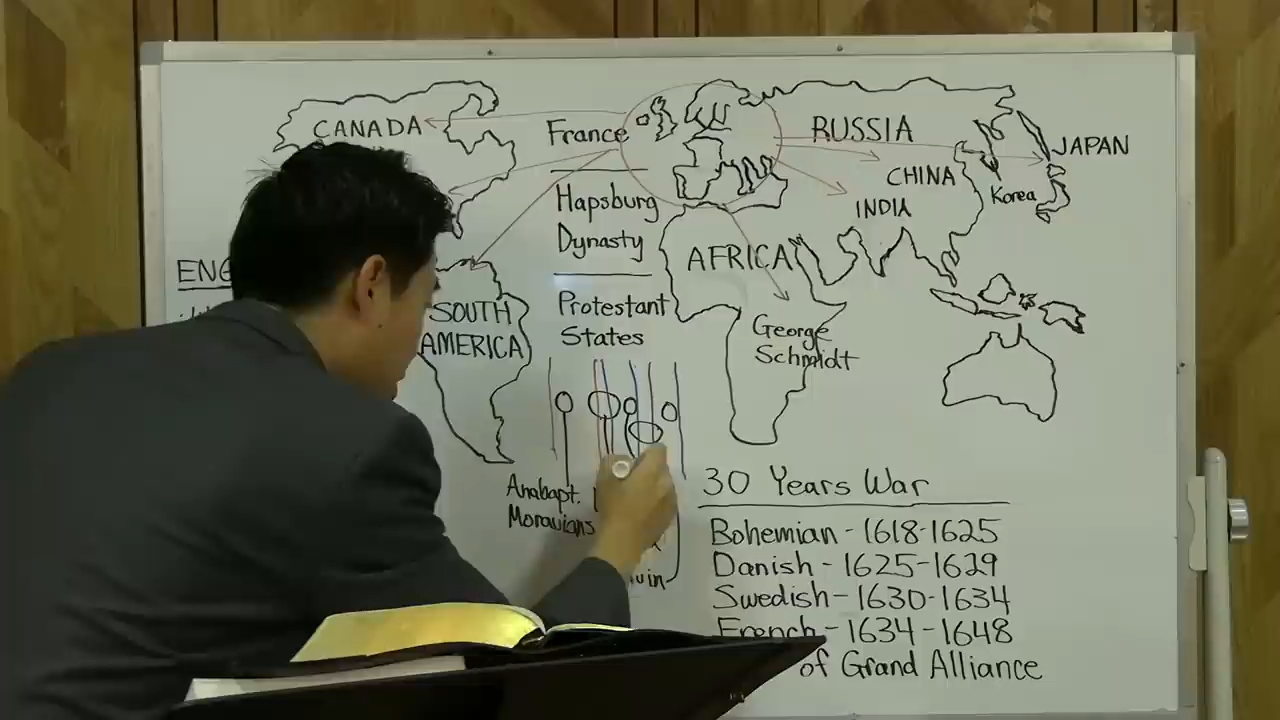 CANADA
France
RUSSIA
JAPAN
CHINA
Korea
INDIA
Hapsburg
Dynasty
AFRICA
SOUTH
AMERICA
Protestant
States
George
Schmidt
Anabapt.
Moravians
30 Years War
Bohemian - 1618-1625
Danish - 1625-1629
Swedish - 1630-1634
French - 1634-1648
of Grand Alliance